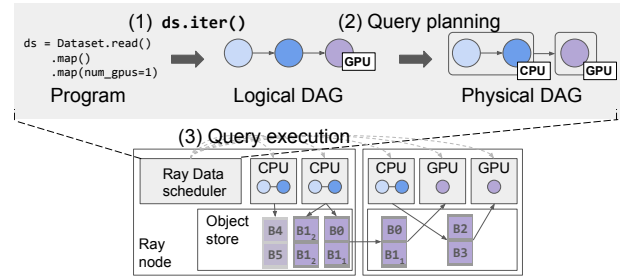 (1) ds.iter()
(2) Query planning
ds = Dataset.read()
.map()
.map(num_gpus=1)
GPU
CPU
GPU
Program
Logical DAG
Physical DAG
(3) Query execution
Ray Data
scheduler
CPU
CPU
CPU
GPU
GPU
Ray
node
Object
store
B4
B5
B1₂
B1₂
B0
B1₁
B0
B1₁
B2
B3